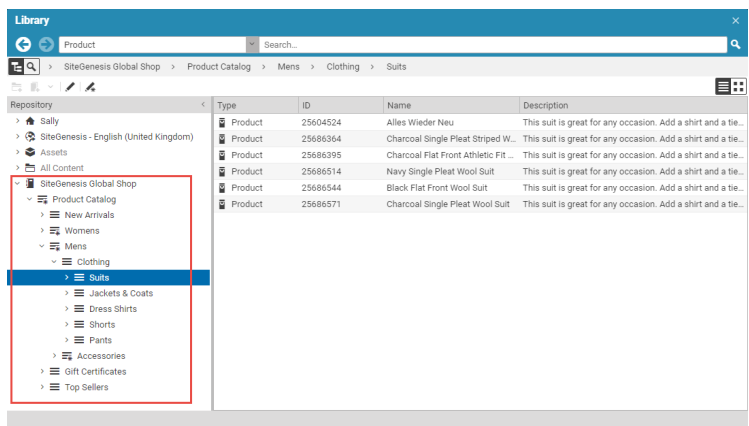 Library
Product Search...
SiteGenesis Global Shop > Product Catalog > Mens > Clothing > Suits
Repository
Sally
SiteGenesis - English (United Kingdom)
Assets
All Content
SiteGenesis Global Shop
Product Catalog
New Arrivals
Womens
Mens
Clothing
Suits
Jackets & Coats
Dress Shirts
Shorts
Pants
Accessories
Gift Certificates
Top Sellers
Type ID Name Description
Product 25604524 Alles Wieder Neu This suit is great for any occasion. Add a shirt and a tie...
Product 25686364 Charcoal Single Pleat Striped W... This suit is great for any occasion. Add a shirt and a tie...
Product 25686395 Charcoal Flat Front Athletic Fit ... This suit is great for any occasion. Add a shirt and a tie...
Product 25686514 Navy Single Pleat Wool Suit This suit is great for any occasion. Add a shirt and a tie...
Product 25686544 Black Flat Front Wool Suit This suit is great for any occasion. Add a shirt and a tie...
Product 25686571 Charcoal Single Pleat Wool Suit This suit is great for any occasion. Add a shirt and a tie...